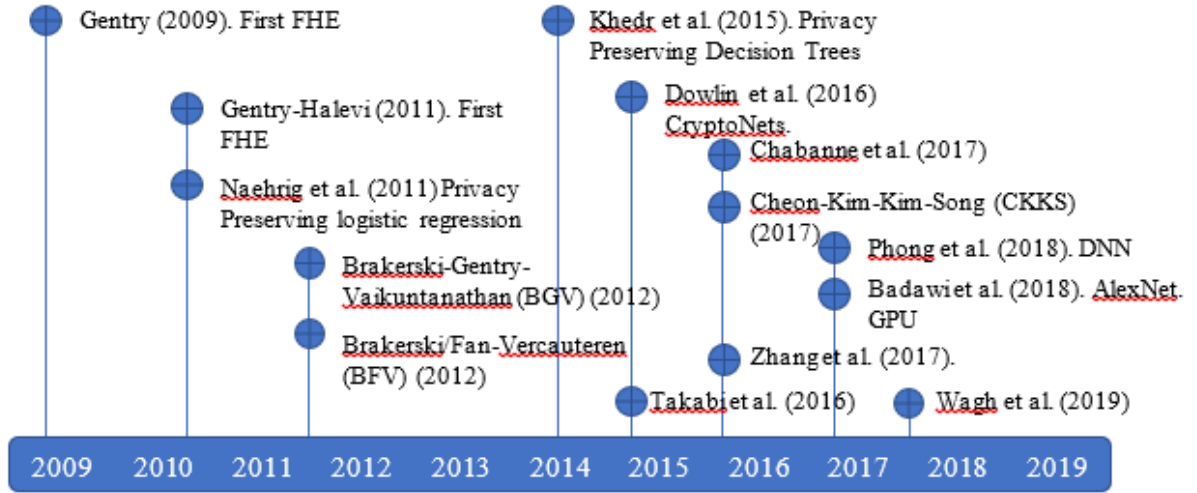 Gentry (2009). First FHE
Gentry-Halevi (2011). First
FHE
Naehrig et al. (2011) Privacy
Preserving logistic regression
Brakerski-Gentry-
Vaikuntanathan (BGV) (2012)
Brakerski/Fan-Vercauteren
(BFV) (2012)
Khedr et al. (2015). Privacy
Preserving Decision Trees
Dowlin et al. (2016)
CryptoNets.
Chabanne et al. (2017)
Cheon-Kim-Kim-Song (CKKS)
(2017)
Phong et al. (2018). DNN
Badawi et al. (2018). AlexNet.
GPU
Zhang et al. (2017).
Takabi et al. (2016)
Wagh et al. (2019)
2009 2010 2011 2012 2013 2014 2015 2016 2017 2018 2019